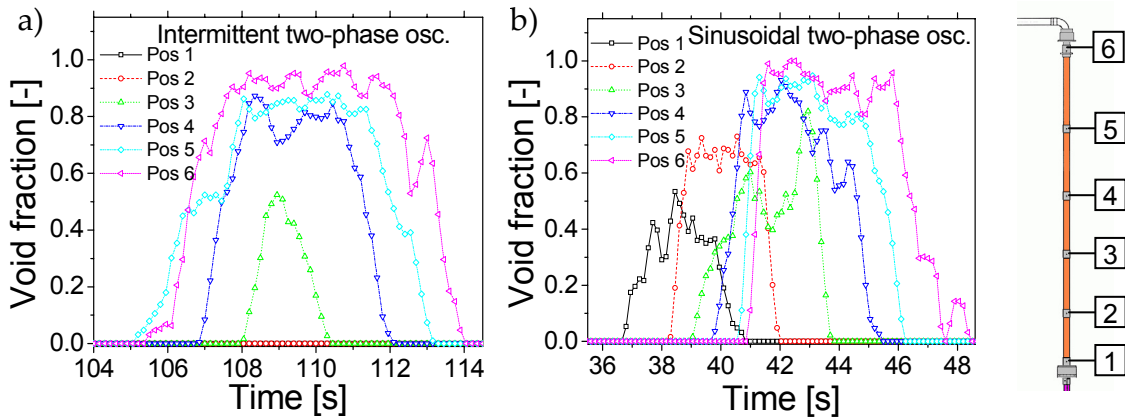 a)
Intermittent two-phase osc.
Void fraction [-]
1.0
0.8
0.6
0.4
0.2
0.0
Pos 1
Pos 2
Pos 3
Pos 4
Pos 5
Pos 6
104 106 108 110 112 114
Time [s]
b)
Sinusoidal two-phase osc.
Void fraction [-]
1.0
0.8
0.6
0.4
0.2
0.0
Pos 1
Pos 2
Pos 3
Pos 4
Pos 5
Pos 6
36 38 40 42 44 46 48
Time [s]
6
5
4
3
2
1